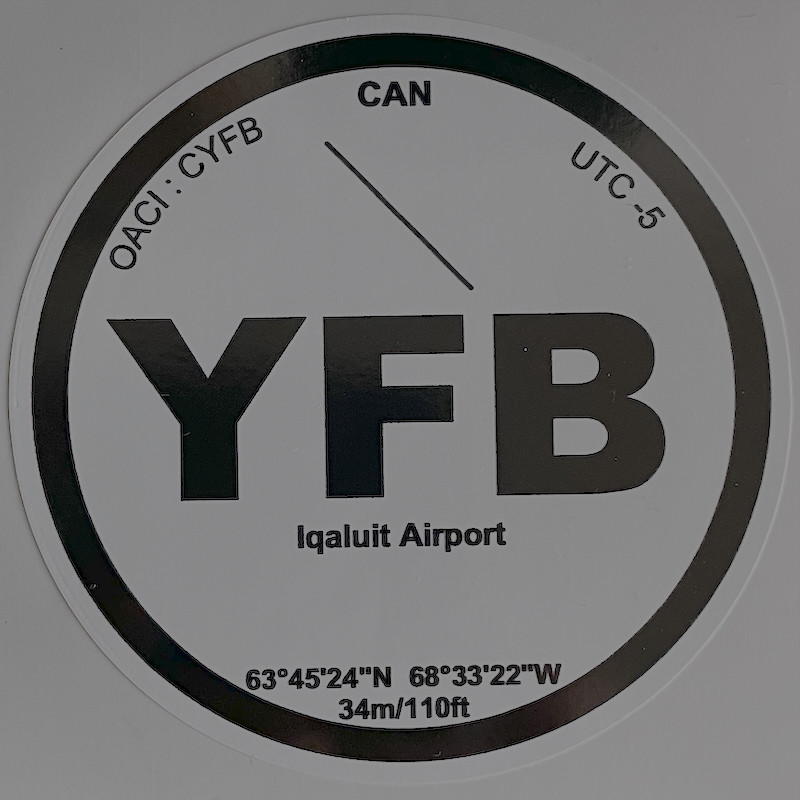 CAN
OACI : CYFB
UTC -5
YFB
Iqaluit Airport
63°45'24"N 68°33'22"W
34m/110ft